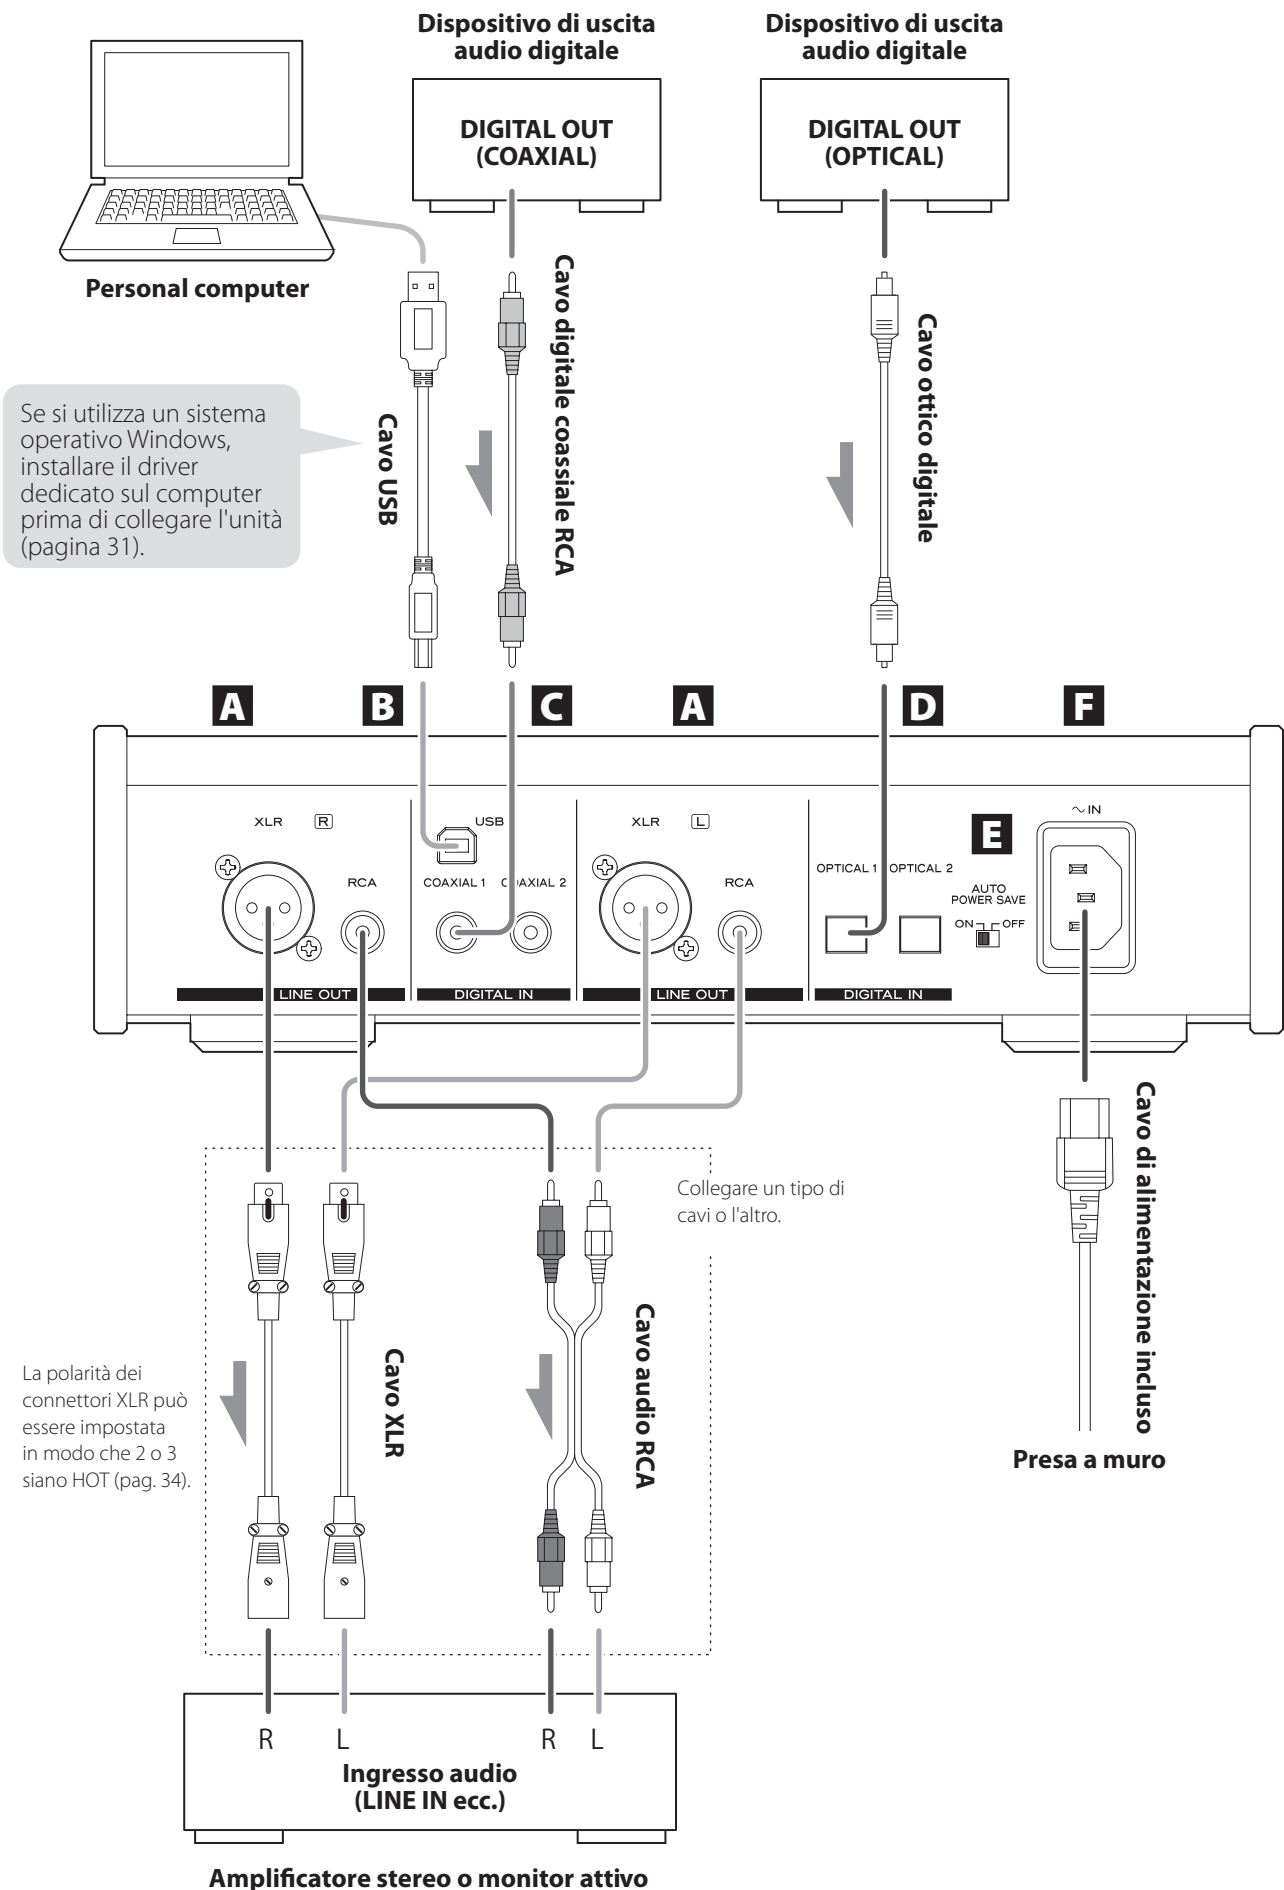 Dispositivo di uscita
audio digitale
Dispositivo di uscita
audio digitale
DIGITAL OUT
(COAXIAL)
DIGITAL OUT
(OPTICAL)
Personal computer
Se si utilizza un sistema
operativo Windows,
installare il driver
dedicato sul computer
prima di collegare l'unità
(pagina 31).
Cavo USB
Cavo digitale coassiale RCA
Cavo ottico digitale
A
B
C
A
D
F
XLR
R
USB
XLR
L
E
IN
RCA
COAXIAL 1
AXIAL 2
RCA
OPTICAL 1
OPTICAL 2
AUTO
POWER SAVE
ON
OFF
LINE OUT
DIGITAL IN
LINE OUT
DIGITAL IN
Collegare un tipo di
cavi o l'altro.
La polarità dei
connettori XLR può
essere impostata
in modo che 2 o 3
siano HOT (pag. 34).
Cavo XLR
Cavo audio RCA
Cavo di alimentazione incluso
Presa a muro
R
L
R
L
Ingresso audio
(LINE IN ecc.)
Amplificatore stereo o monitor attivo